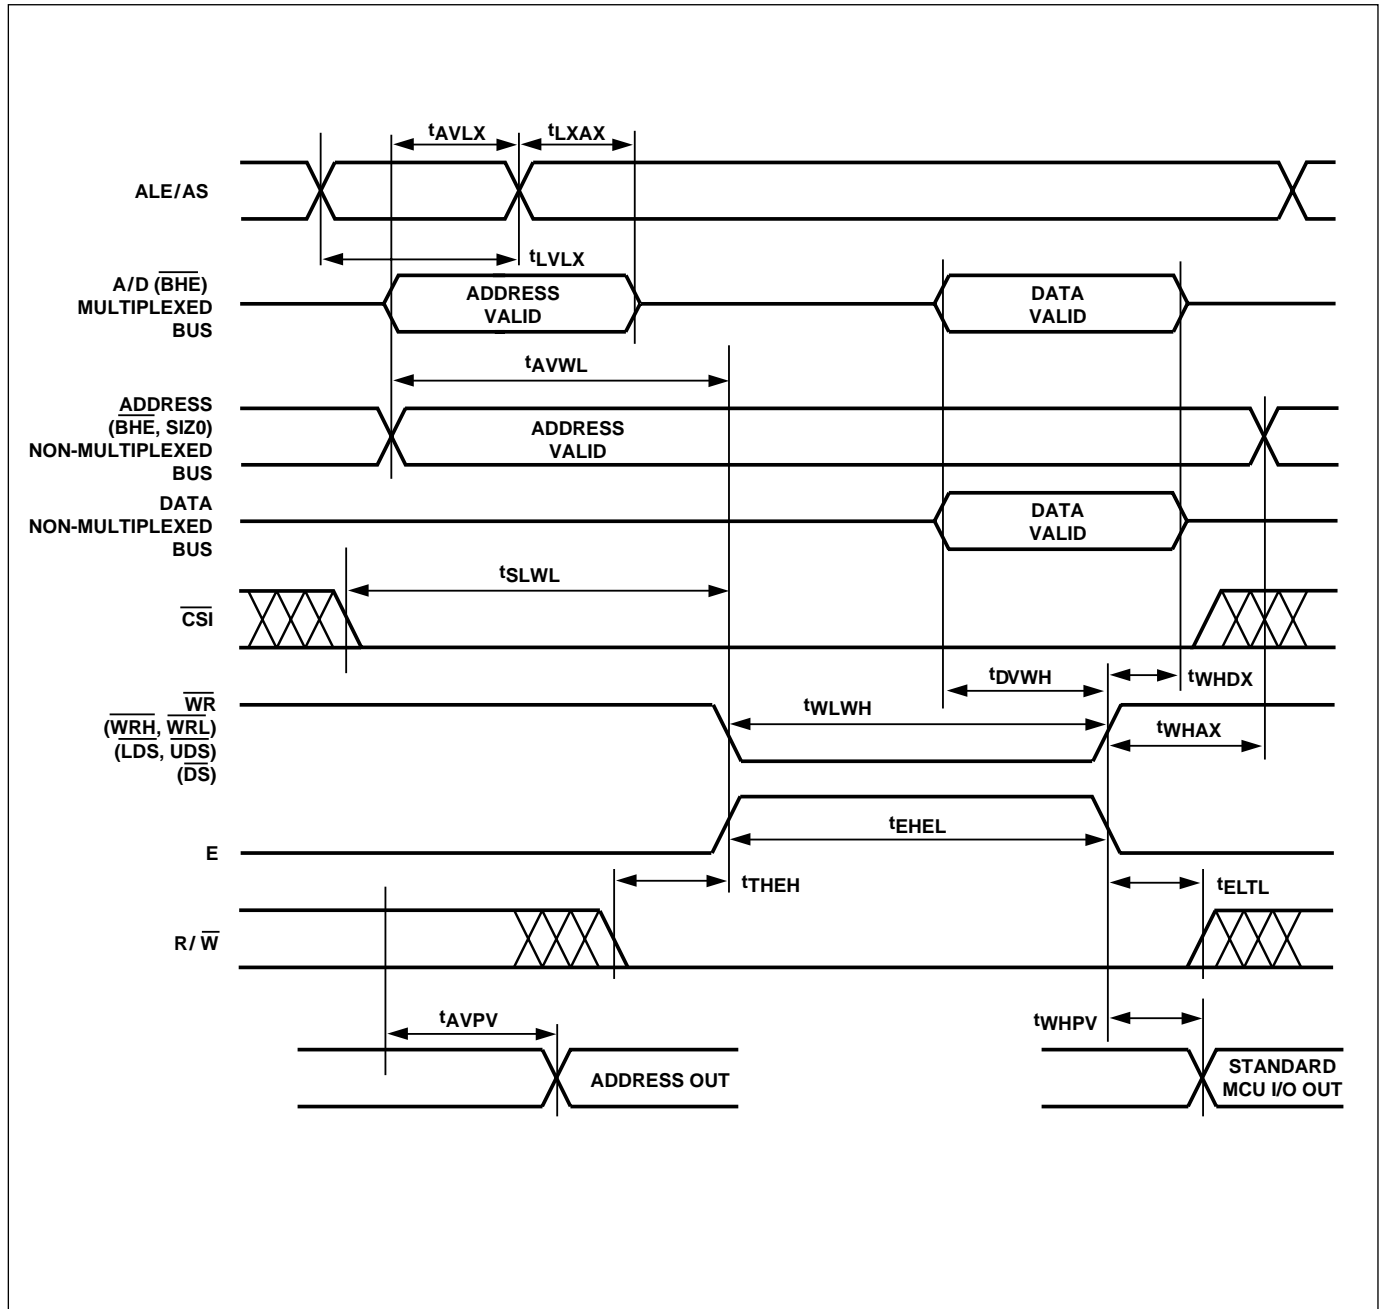 tAVLX
tLXAX
ALE/AS
tLVLX
A/D (BHE)
MULTIPLEXED
BUS
ADDRESS
VALID
DATA
VALID
tAVWL
ADDRESS
(BHE, SIZ0)
NON-MULTIPLEXED
BUS
ADDRESS
VALID
DATA
NON-MULTIPLEXED
BUS
DATA
VALID
tSLWL
CSI
tDVWH
tWHDX
WR
(WRH, WRL)
(LDS, UDS)
(DS)
tWLWH
tWHAX
tEHEL
E
tTHEH
tELTL
R/ W
tAVPV
tWHPV
ADDRESS OUT
STANDARD
MCU I/O OUT